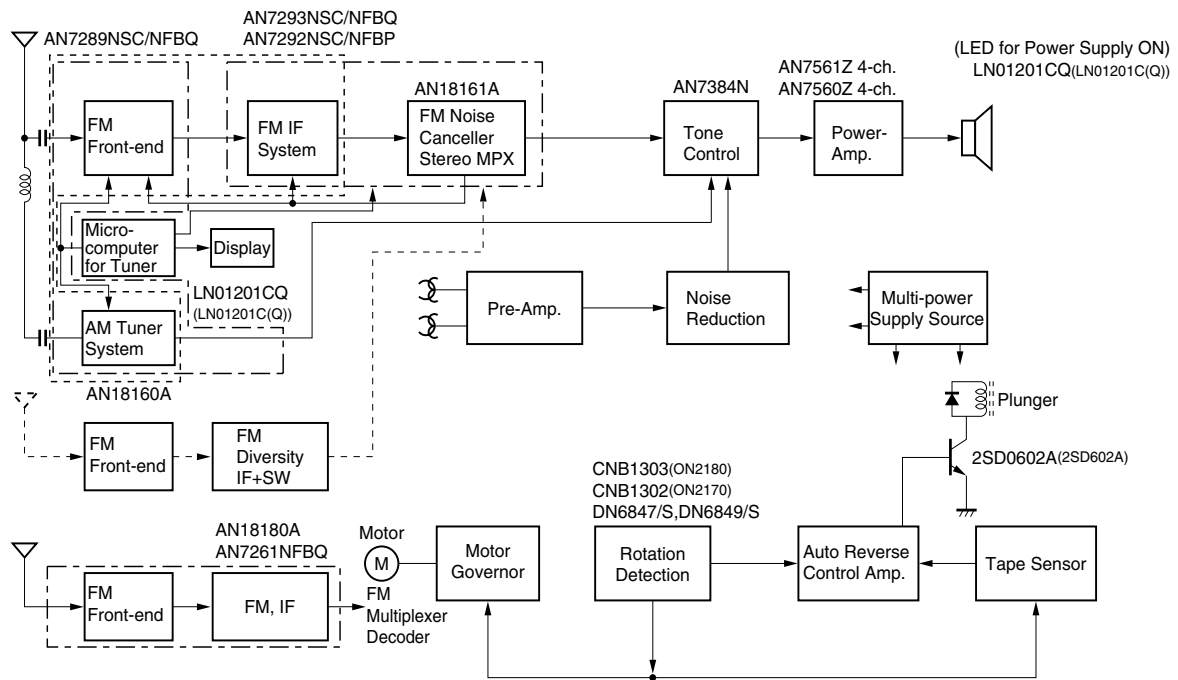 AN7293NSC/NFBQ
AN7292NSC/NFBP
AN7289NSC/NFBQ
(LED for Power Supply ON)
LN01201CQ(LN01201C(Q))
AN7561Z 4-ch.
AN7560Z 4-ch.
AN7384N
AN18161A
FM
Front-end
FM IF
System
FM Noise
Canceller
Stereo MPX
Tone
Control
Power-
Amp.
Micro-
computer
for Tuner
Display
LN01201CQ
(LN01201C(Q))
AM Tuner
System
AN18160A
Pre-Amp.
Noise
Reduction
Multi-power
Supply Source
Plunger
2SD0602A(2SD602A)
FM
Front-end
FM
Diversity
IF+SW
CNB1303(ON2180)
CNB1302(ON2170)
DN6847/S,DN6849/S
AN18180A
AN7261NFBQ
Motor
M
Motor
Governor
Rotation
Detection
Auto Reverse
Control Amp.
Tape Sensor
FM
Front-end
FM, IF
FM
Multiplexer
Decoder